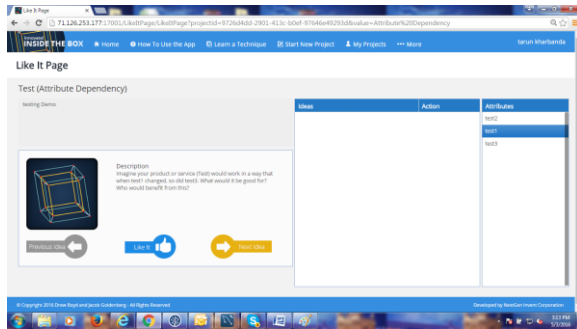 Like It Page
71.126.253.177:17001/LikeItPage/LikeItPage?projectid=9726d4dd-2901-413c-b0ef-97646e49293d&value=Attribute%20Dependency
INSIDE THE BOX
Home
How To Use the App
Learn a Technique
Start New Project
My Projects
More
tarun kharbanda
Like It Page
Test (Attribute Dependency)
testing Demo
Ideas
Action
Attributes
test2
test1
test3
Description
Imagine your product or service (Test) would work in a way that
when test1 changed, so did test3. What would it be good for?
Who would benefit from this?
Previous Idea
Like It
Next Idea
© Copyright 2016 Drew Boyd and Jacob Goldenberg - All Rights Reserved
Developed by NextGen Invent Corporation
3:13 PM
5/3/2016